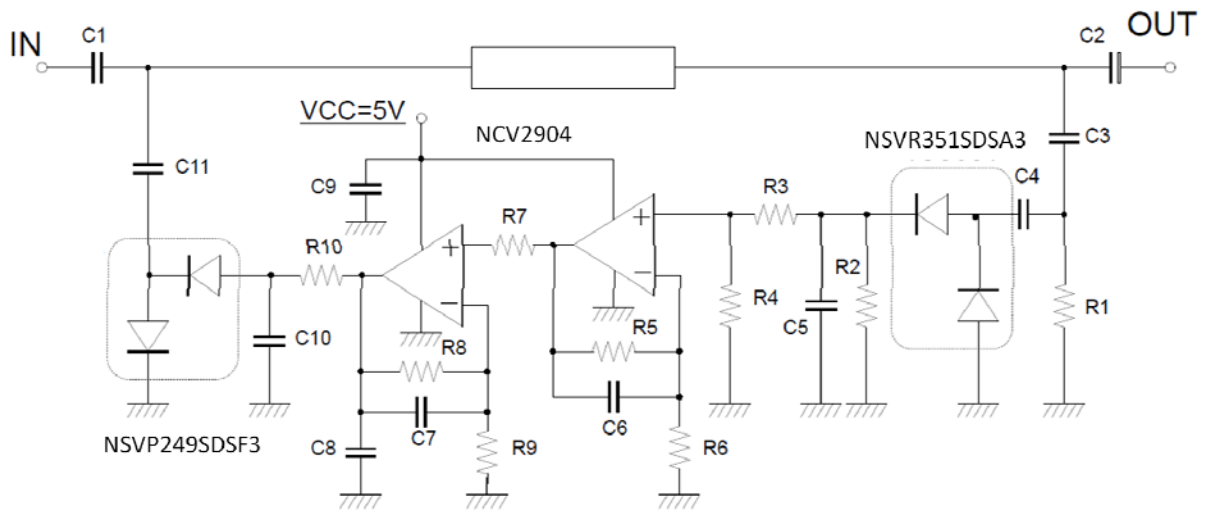 IN
C1
C2
OUT
VCC=5V
NCV2904
NSVR351SDSA3
C11
C9
C3
R7
R3
C4
+
+
R10
−
−
R2
R4
C5
R1
C10
R8
R5
C7
C6
C8
R9
R6
NSVP249SDSF3